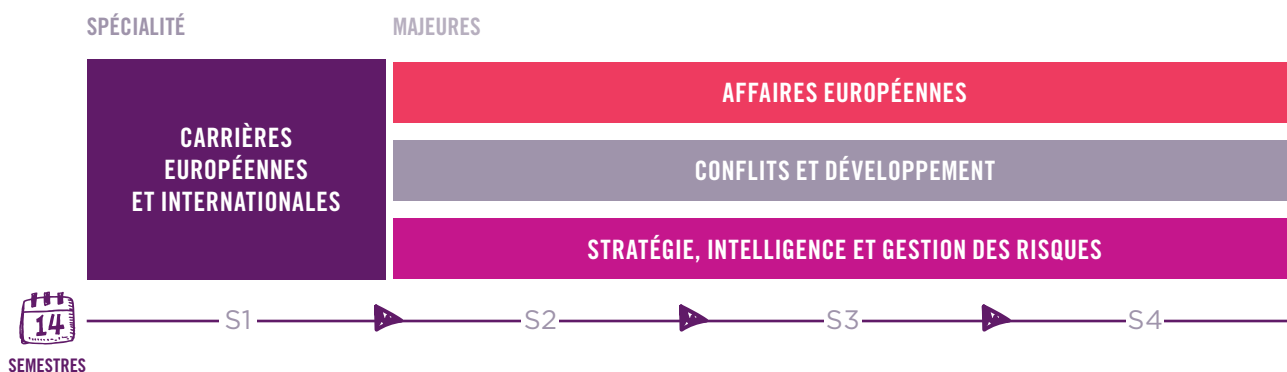 SPÉCIALITÉ
MAJEURES
CARRIÈRES
EUROPÉENNES
ET INTERNATIONALES
AFFAIRES EUROPÉENNES
CONFLITS ET DÉVELOPPEMENT
STRATÉGIE, INTELLIGENCE ET GESTION DES RISQUES
14
SEMESTRES
S1
S2
S3
S4